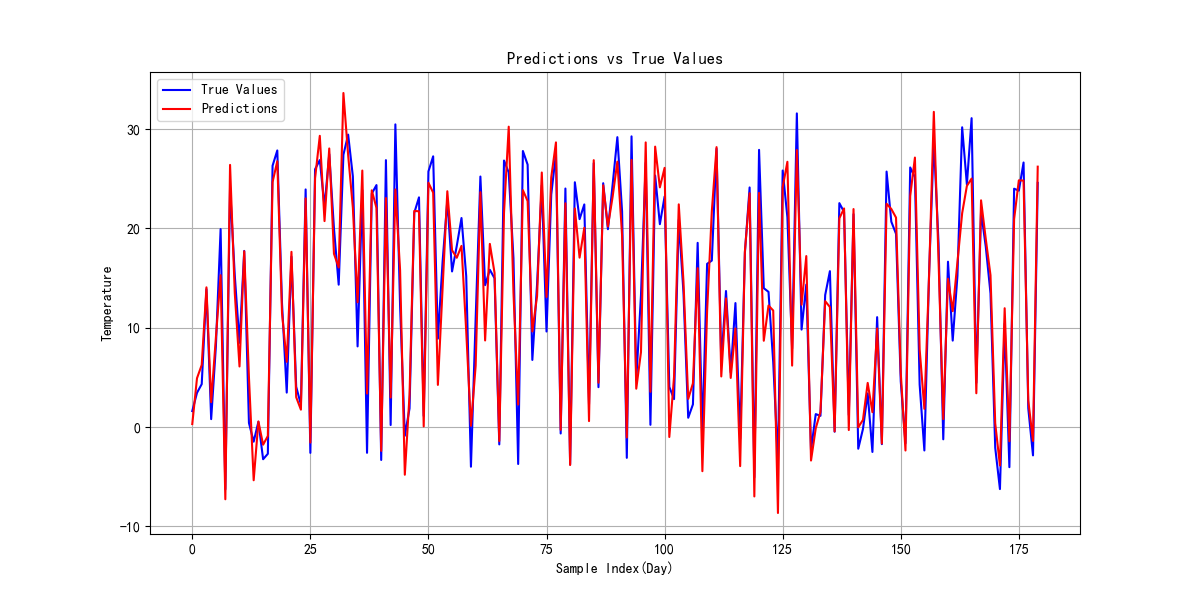 Predictions vs True Values
True Values
Predictions
Temperature
30
20
10
0
−10
0 25 50 75 100 125 150 175
Sample Index(Day)